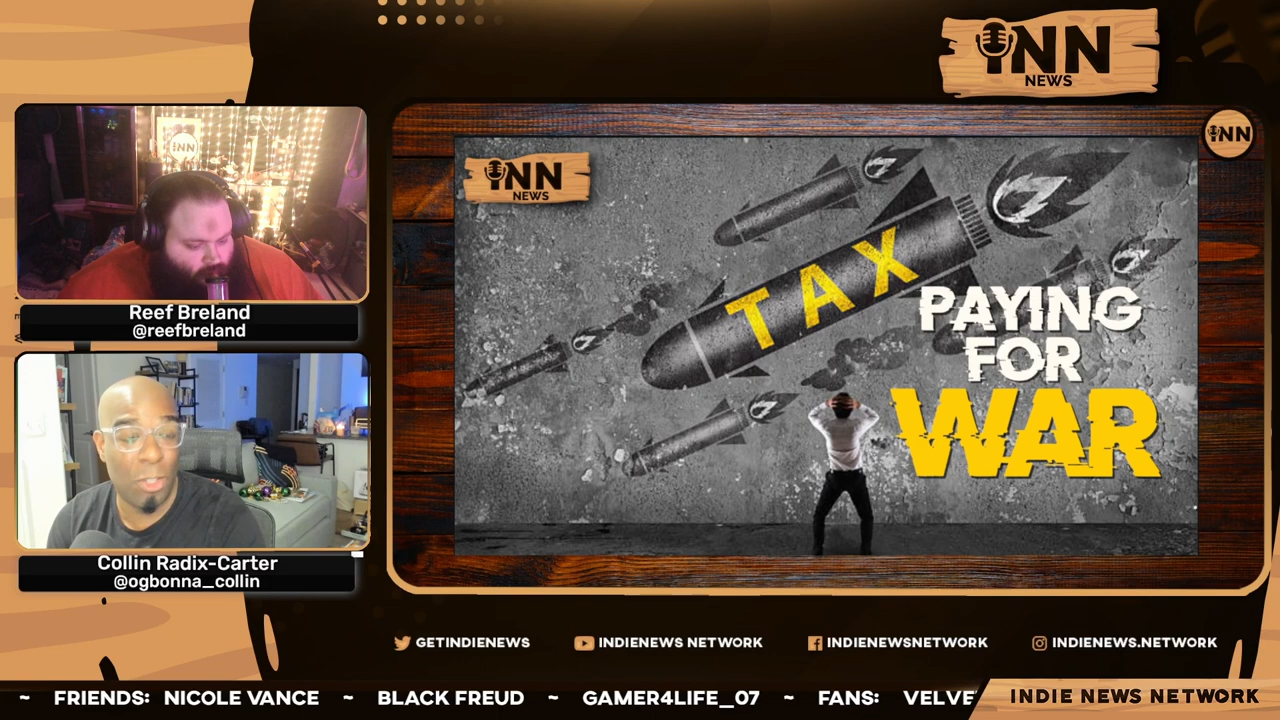 iNN
NEWS
iNN
Reef Breland
@reefbreland
Collin Radix-Carter
@ogbonna_collin
iNN
iNN
NEWS
TAX
PAYING
FOR
WAR
GETINDIENEWS
INDIENEWS NETWORK
INDIENEWSNETWORK
INDIENEWS.NETWORK
~ FRIENDS: NICOLE VANCE ~ BLACK FREUD ~ GAMER4LIFE_07 ~ FANS:
INDIE NEWS NETWORK